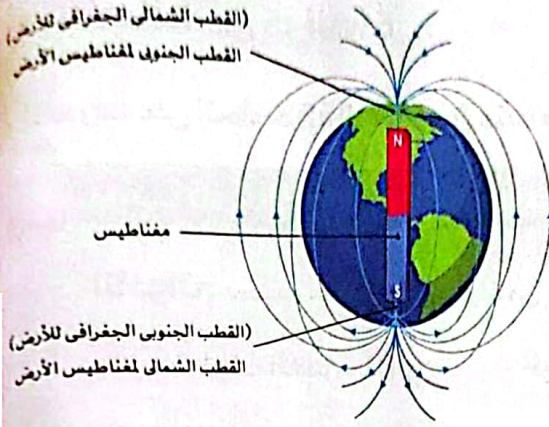 (القطب الشمالى الجغرافى للأرض)
القطب الجنوبى لمغناطيس الأرض
N
مغناطيس
S
(القطب الجنوبى الجغرافى للأرض)
القطب الشمالى لمغناطيس الأرض